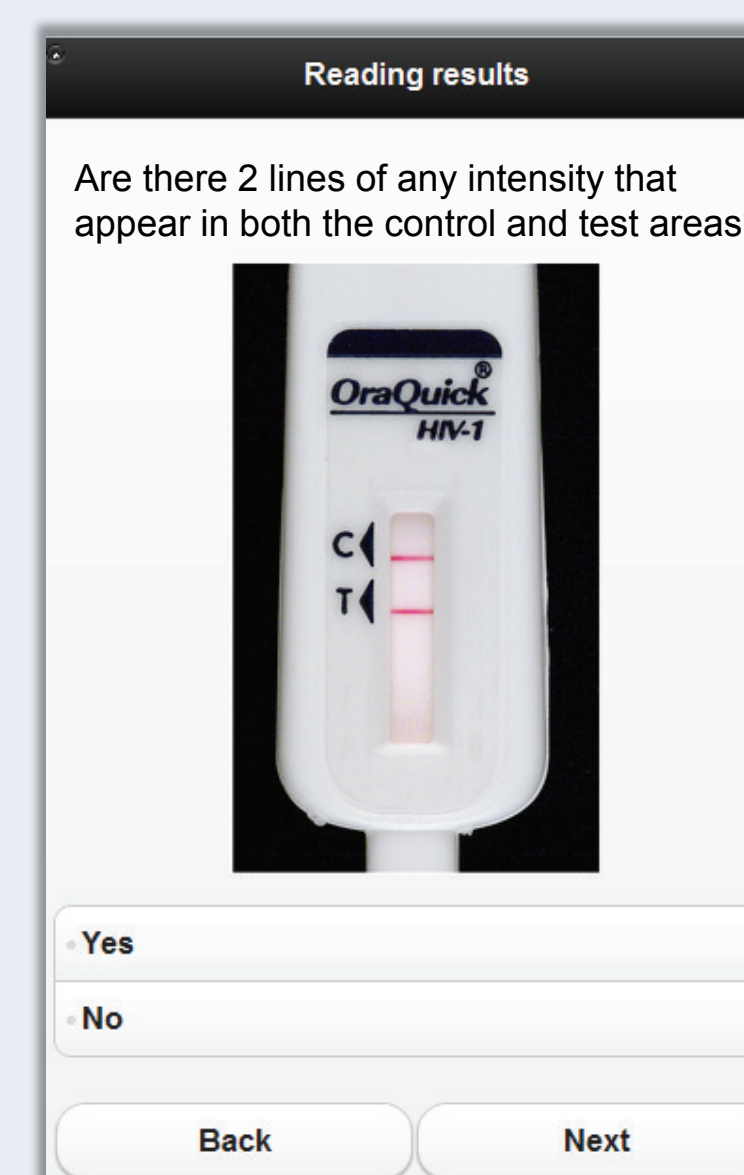 Reading results
Are there 2 lines of any intensity that
appear in both the control and test areas
OraQuick®
HIV-1
C
T
Yes
No
Back
Next